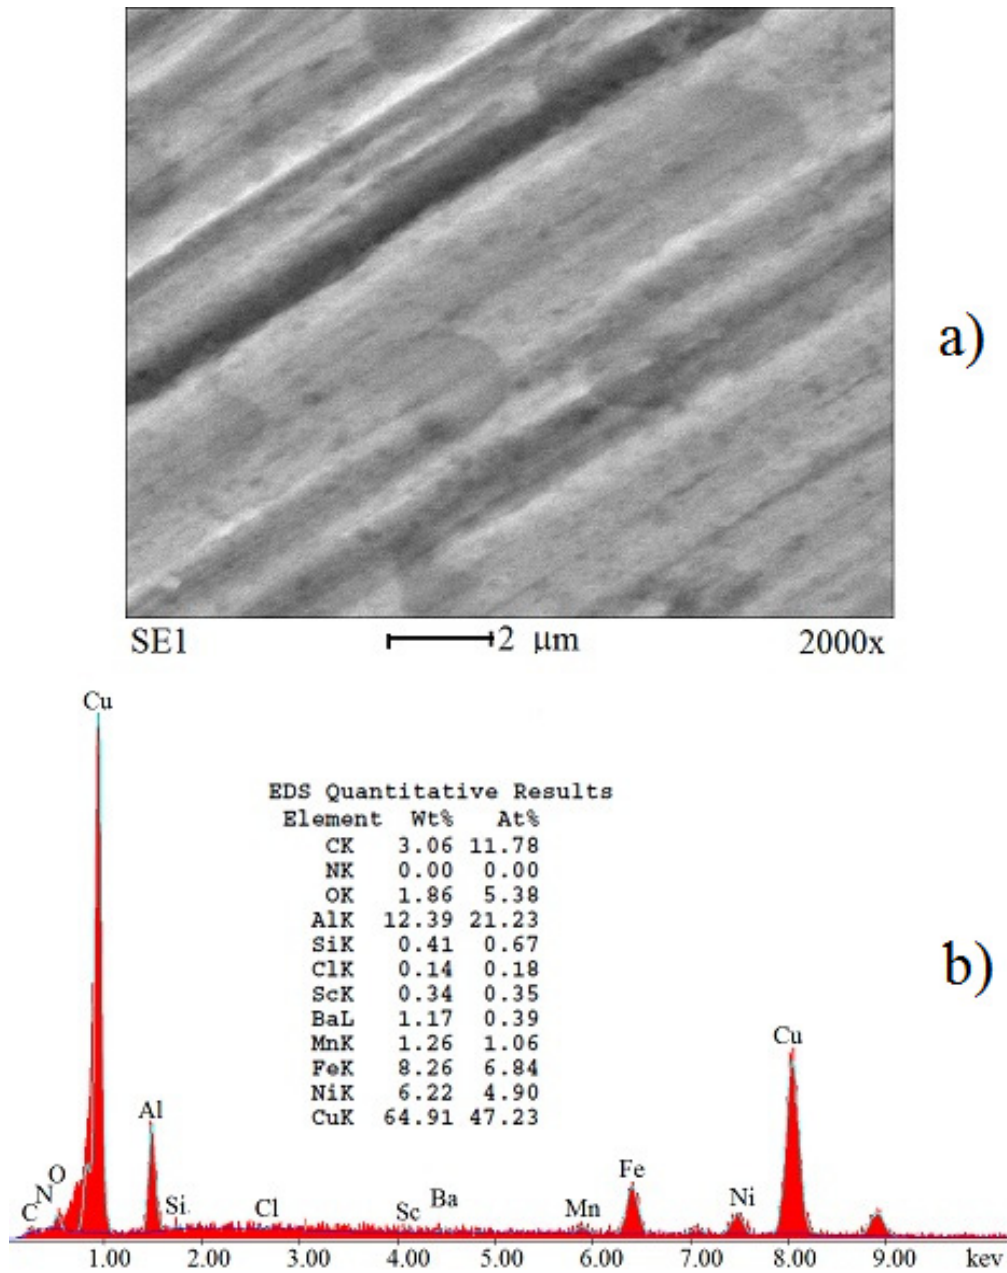 a)
SE1 2 μm 2000x
Cu
EDS Quantitative Results
Element Wt% At%
CK 3.06 11.78
NK 0.00 0.00
OK 1.86 5.38
AlK 12.39 21.23
SiK 0.41 0.67
ClK 0.14 0.18
ScK 0.34 0.35
BaL 1.17 0.39
MnK 1.26 1.06
FeK 8.26 6.84
NiK 6.22 4.90
CuK 64.91 47.23
b)
Cu
Al
C N O Si Cl Sc Ba Mn Fe Ni
1.00 2.00 3.00 4.00 5.00 6.00 7.00 8.00 9.00 kev